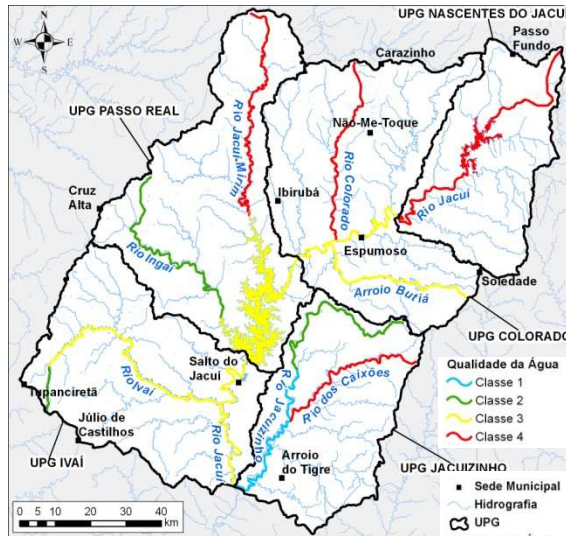 UPG NASCENTES DO JACUÍ
Passo
Fundo
Carazinho
N
W
E
S
UPG PASSO REAL
Não-Me-Toque
Rio Jacuí-Mirim
Rio Colorado
Cruz
Alta
Ibirubá
Rio Jacuí
Espumoso
Rio Ingaí
Soledade
Arroio Buriá
UPG COLORADO
Salto do
Jacuí
Tupanciretã
Rio Ivaí
Rio Jacuizinho
Rio dos Caixões
Júlio de
Castilhos
Rio Jacuí
UPG IVAÍ
Arroio
do Tigre
UPG JACUIZINHO
Qualidade da Água
Classe 1
Classe 2
Classe 3
Classe 4
Sede Municipal
Hidrografia
UPG
0 5 10 20 30 40
km